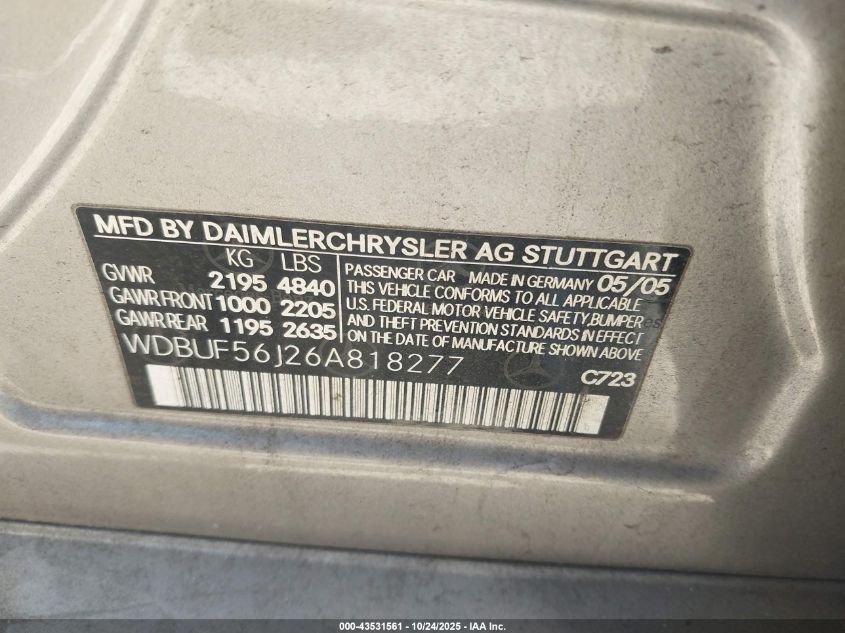 MFD BY DAIMLERCHRYSLER AG STUTTGART
KG LBS
GVWR 2195 4840
GAWR FRONT 1000 2205
GAWR REAR 1195 2635
PASSENGER CAR MADE IN GERMANY 05/05
THIS VEHICLE CONFORMS TO ALL APPLICABLE
U.S. FEDERAL MOTOR VEHICLE SAFETY, BUMPER
AND THEFT PREVENTION STANDARDS IN EFFECT
ON THE DATE OF MANUFACTURE SHOWN ABOVE
WDBUF56J26A818277
C723
000-43531561 - 10/24/2025 - IAA Inc.